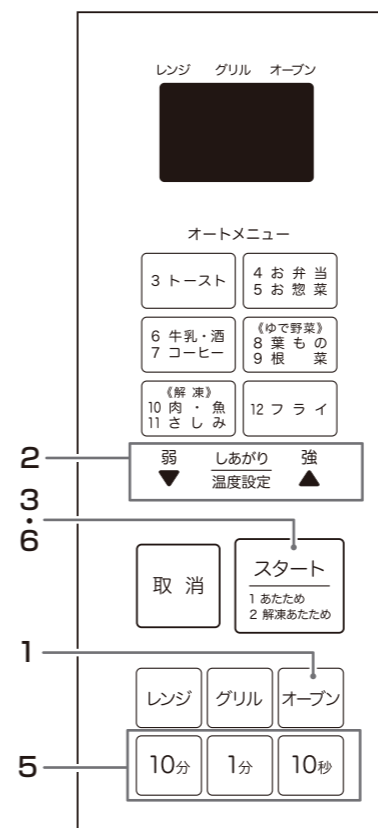 レンジ グリル オーブン
オートメニュー
3 トースト
4 お弁当
5 お惣菜
6 牛乳・酒
7 コーヒー
《ゆで野菜》
8 葉もの
9 根菜
《解凍》
10 肉・魚
11 さしみ
12 フライ
2
弱 しあがり 強
▼ 温度設定 ▲
3・6
取消
スタート
1 あたため
2 解凍あたため
1
レンジ グリル オーブン
5
10分 1分 10秒